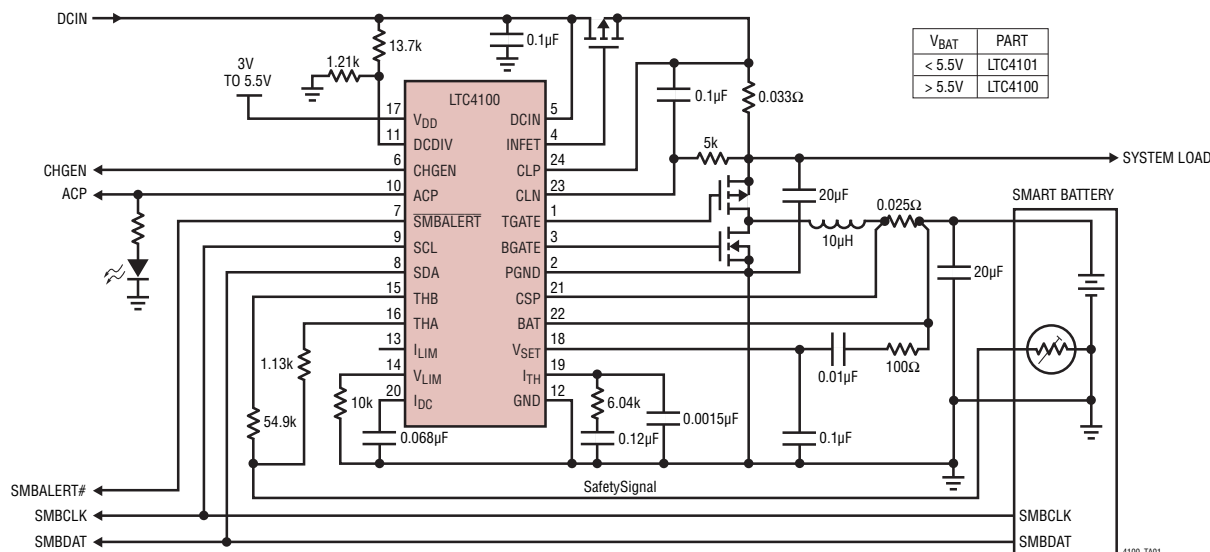 DCIN
0.1µF
13.7k
1.21k
3V
TO 5.5V
VBAT PART
< 5.5V LTC4101
> 5.5V LTC4100
LTC4100
17 VDD
11 DCDIV
6 CHGEN
10 ACP
7 SMBALERT
9 SCL
8 SDA
15 THB
16 THA
13 ILIM
14 VLIM
20 IDC
DCIN 5
INFET 4
CLP 24
CLN 23
TGATE 1
BGATE 3
PGND 2
CSP 21
BAT 22
VSET 18
ITH 19
GND 12
0.1µF
0.033Ω
5k
SYSTEM LOAD
CHGEN
ACP
20µF
0.025Ω
SMART BATTERY
10µH
20µF
1.13k
54.9k
10k
0.068µF
6.04k
0.12µF
0.0015µF
0.01µF
100Ω
0.1µF
SafetySignal
SMBALERT#
SMBCLK
SMBDAT
SMBCLK
SMBDAT
4100 TA01